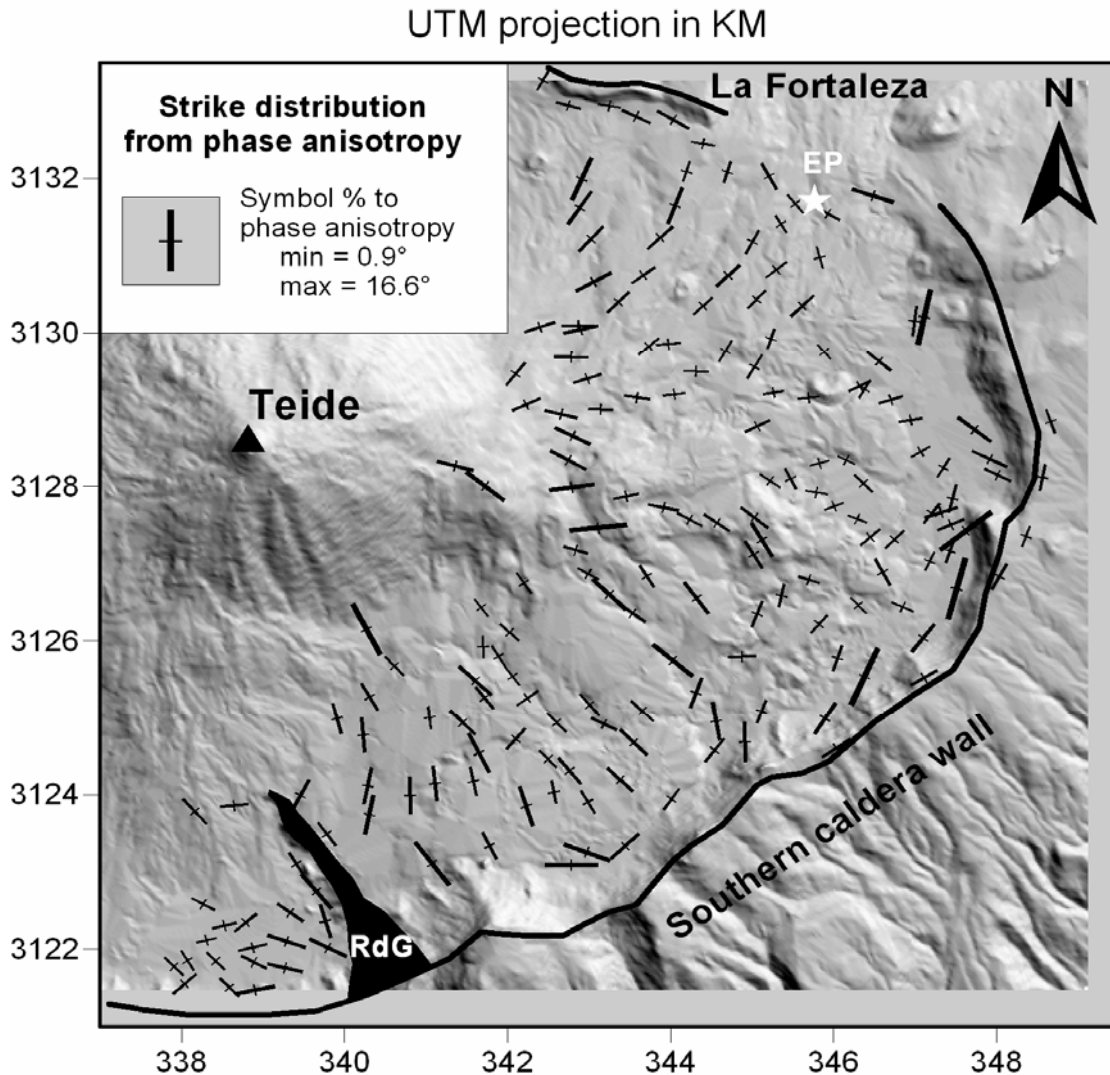 UTM projection in KM
Strike distribution
from phase anisotropy
Symbol % to
phase anisotropy
min = 0.9°
max = 16.6°
La Fortaleza
N
EP
Teide
RdG
Southern caldera wall
3132
3130
3128
3126
3124
3122
338
340
342
344
346
348